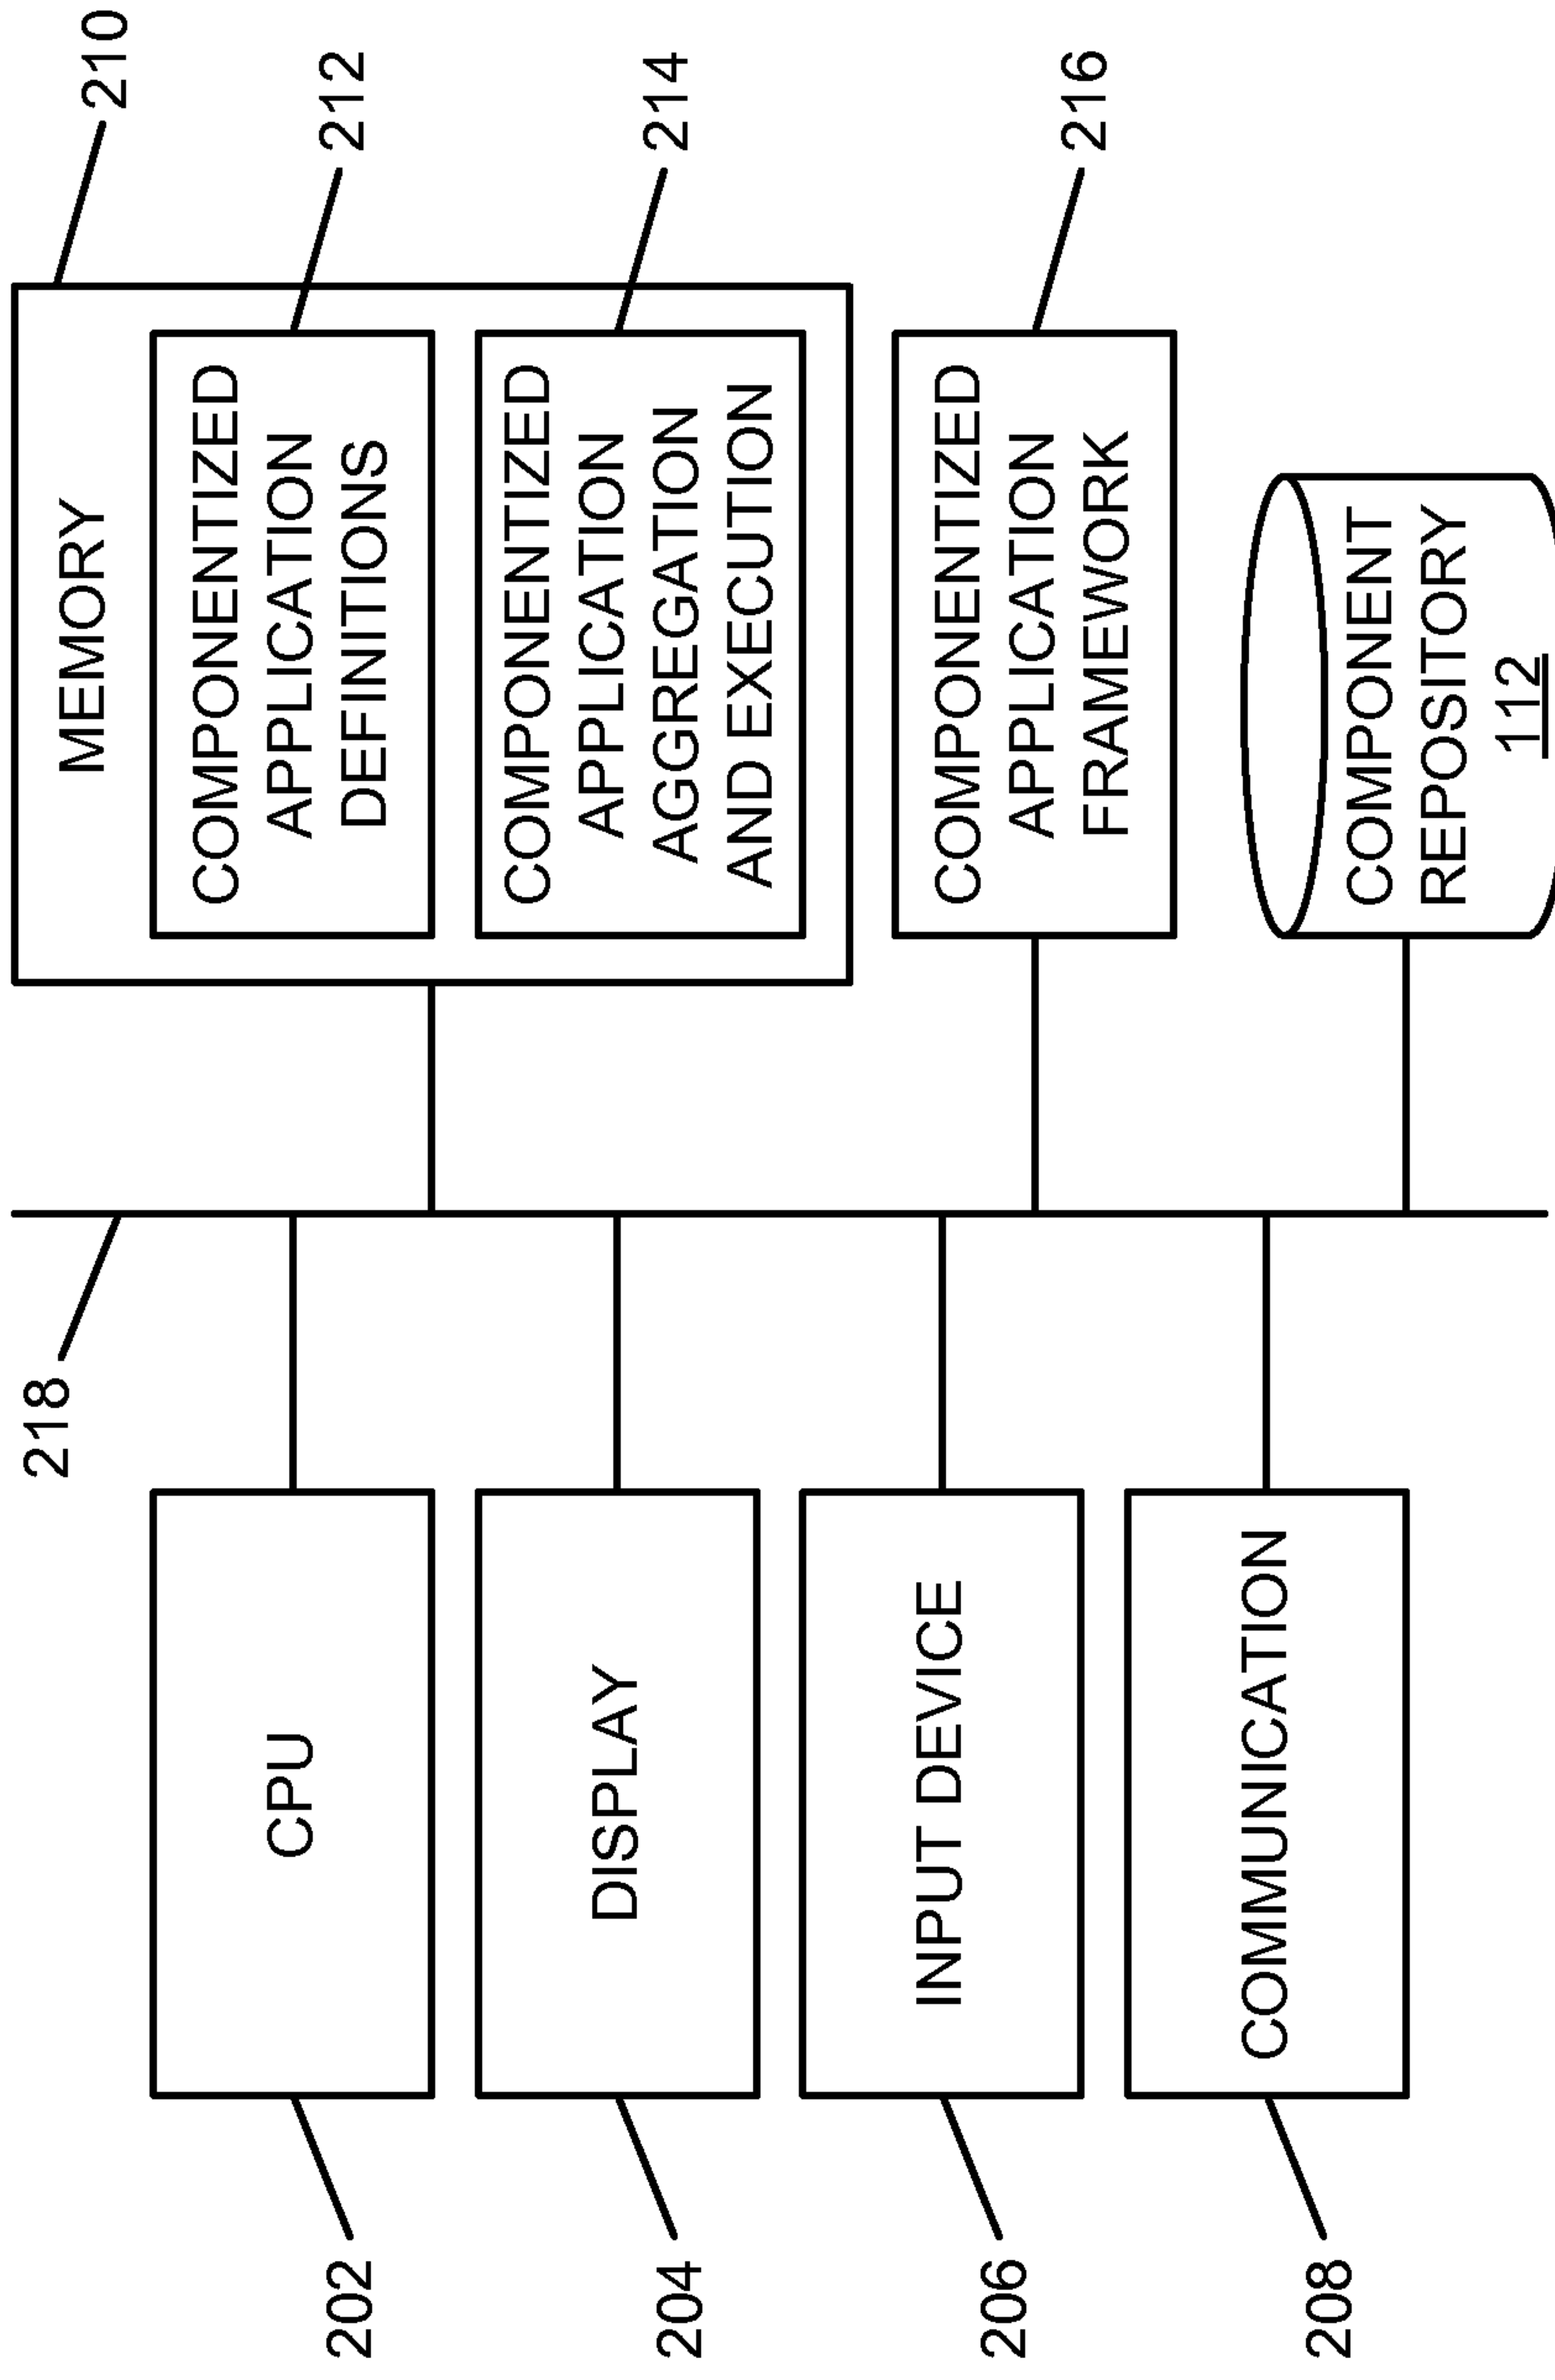 218
210
MEMORY
202
CPU
COMPONENTIZED
APPLICATION
DEFINITIONS
212
204
DISPLAY
COMPONENTIZED
APPLICATION
AGGREGATION
AND EXECUTION
214
206
INPUT DEVICE
COMPONENTIZED
APPLICATION
FRAMEWORK
216
208
COMMUNICATION
COMPONENT
REPOSITORY
112